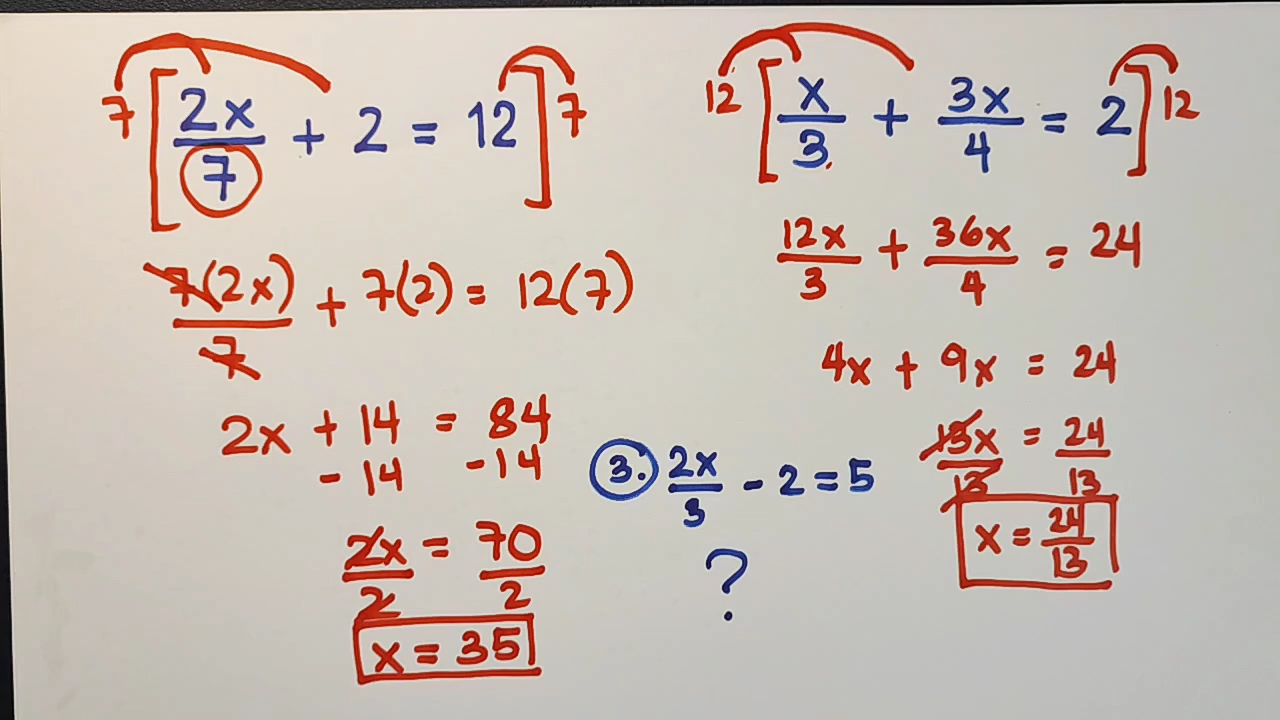 7 [ 2x/7 + 2 = 12 ] 7
7(2x)/7 + 7(2) = 12(7)
2x + 14 = 84
- 14 - 14
2x/2 = 70/2
x = 35
12 [ x/3 + 3x/4 = 2 ] 12
12x/3 + 36x/4 = 24
4x + 9x = 24
13x/13 = 24/13
x = 24/13
3. 2x/3 - 2 = 5
?